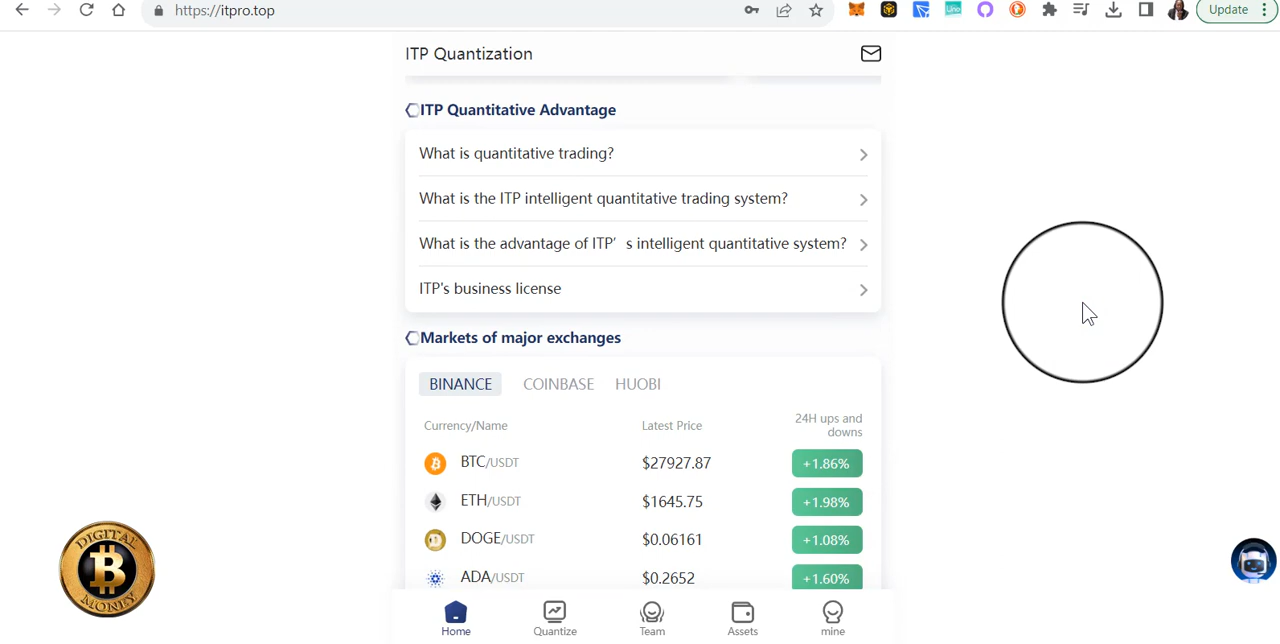 https://itpro.top
Update
ITP Quantization
ITP Quantitative Advantage
What is quantitative trading?
What is the ITP intelligent quantitative trading system?
What is the advantage of ITP’ s intelligent quantitative system?
ITP's business license
Markets of major exchanges
BINANCE COINBASE HUOBI
Currency/Name Latest Price 24H ups and
downs
BTC/USDT $27927.87 +1.86%
ETH/USDT $1645.75 +1.98%
DOGE/USDT $0.06161 +1.08%
ADA/USDT $0.2652 +1.60%
DIGITAL
MONEY
Home Quantize Team Assets mine